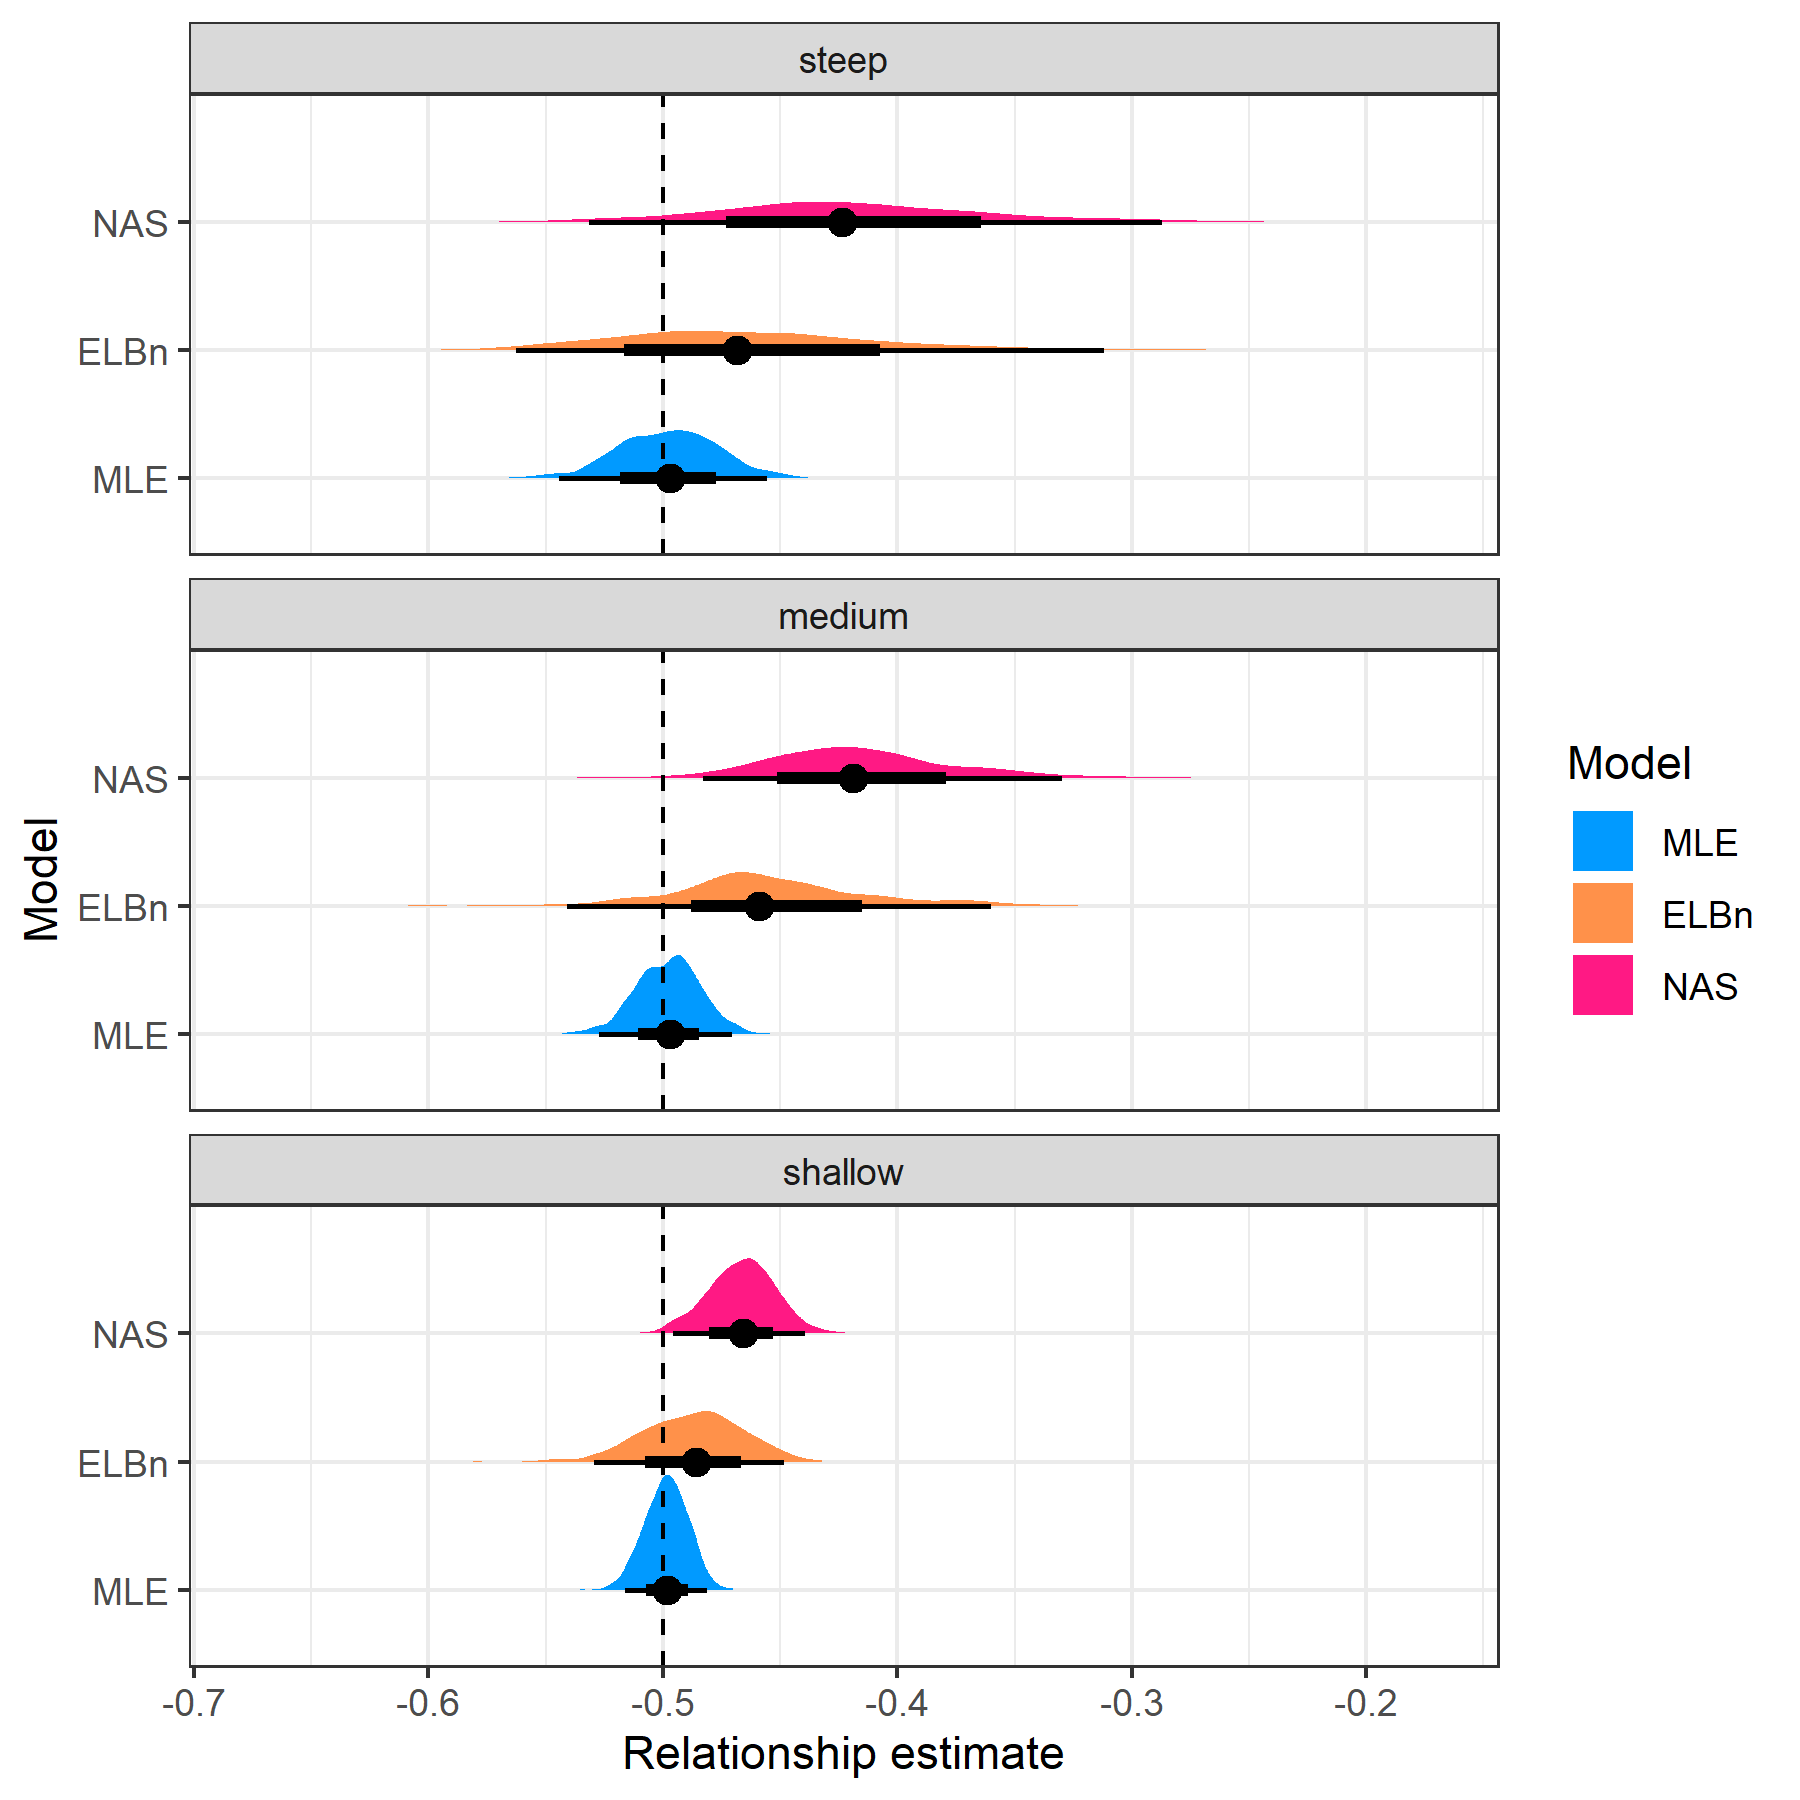 steep
NAS
ELBn
MLE
medium
NAS
ELBn
MLE
shallow
NAS
ELBn
MLE
-0.7 -0.6 -0.5 -0.4 -0.3 -0.2
Relationship estimate
Model
Model
MLE
ELBn
NAS